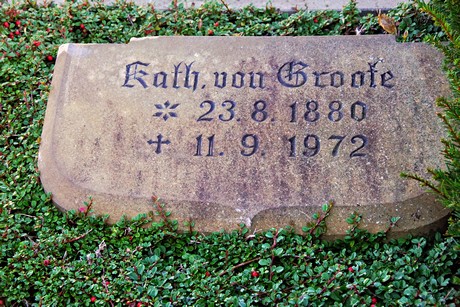 Kath. von Groote
* 23. 8. 1880
† 11. 9. 1972